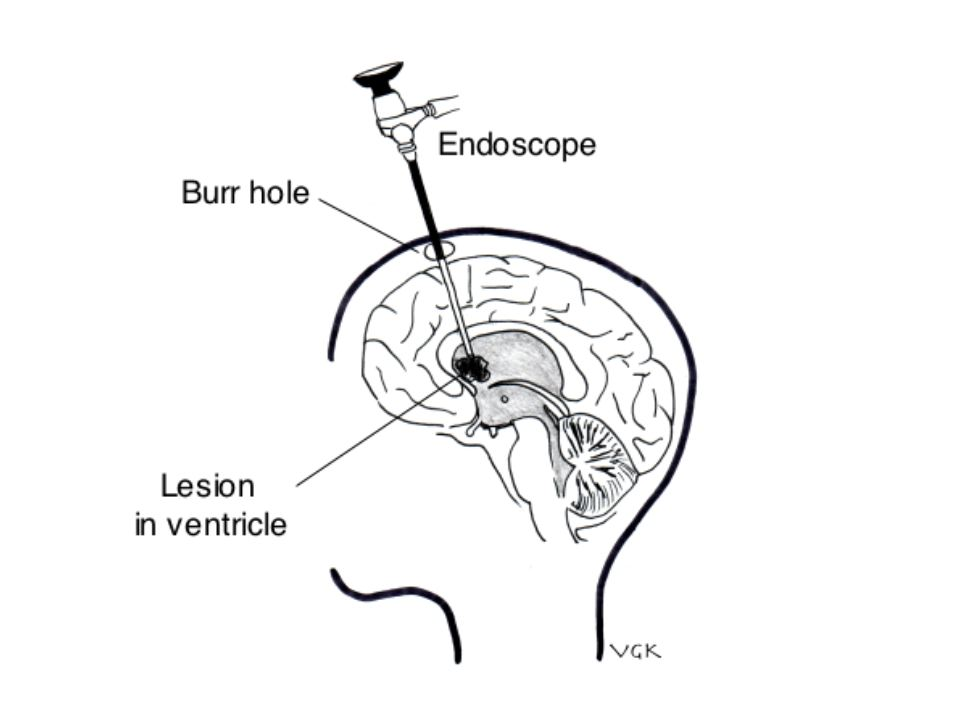 Endoscope
Burr hole
Lesion
in ventricle
VGK